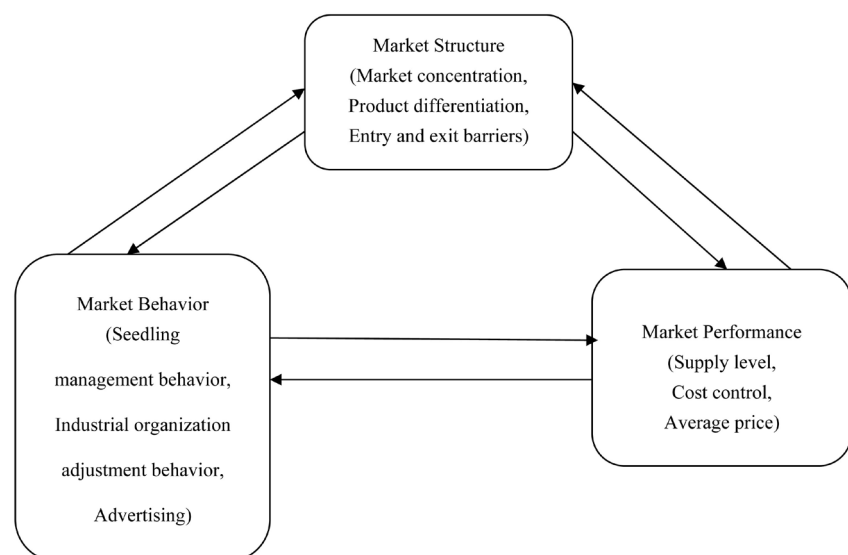 Market Structure
(Market concentration,
Product differentiation,
Entry and exit barriers)
Market Behavior
(Seedling
management behavior,
Industrial organization
adjustment behavior,
Advertising)
Market Performance
(Supply level,
Cost control,
Average price)